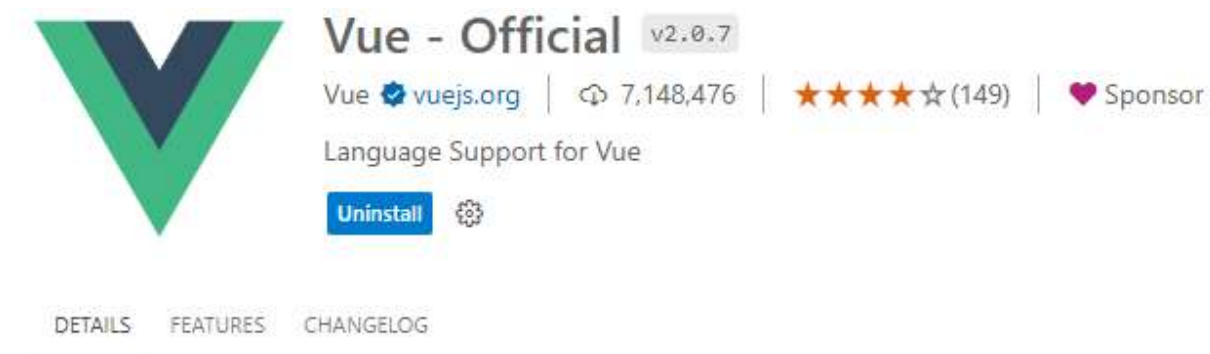 Vue - Official v2.0.7
Vue vuejs.org | 7,148,476 | ★★★★☆(149) | Sponsor
Language Support for Vue
Uninstall
DETAILS FEATURES CHANGELOG